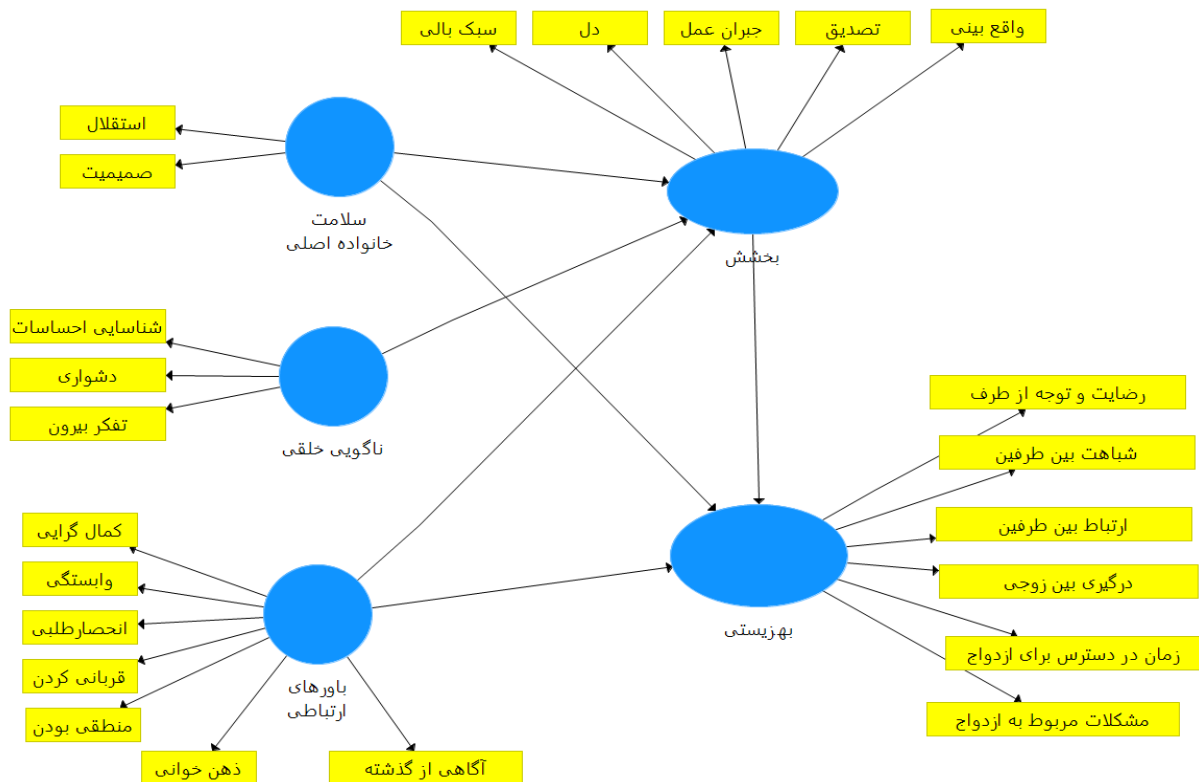 واقع بینی
تصدیق
جبران عمل
دل
سبک بالی
استقلال
صمیمیت
سلامت
خانواده اصلی
بخشش
شناسایی احساسات
دشواری
تفکر بیرون
ناگویی خلقی
رضایت و توجه از طرف
شباهت بین طرفین
ارتباط بین طرفین
درگیری بین زوجی
زمان در دسترس برای ازدواج
مشکلات مربوط به ازدواج
بهزیستی
کمال گرایی
وابستگی
انحصارطلبی
قربانی کردن
منطقی بودن
باورهای
ارتباطی
آگاهی از گذشته
ذهن خوانی